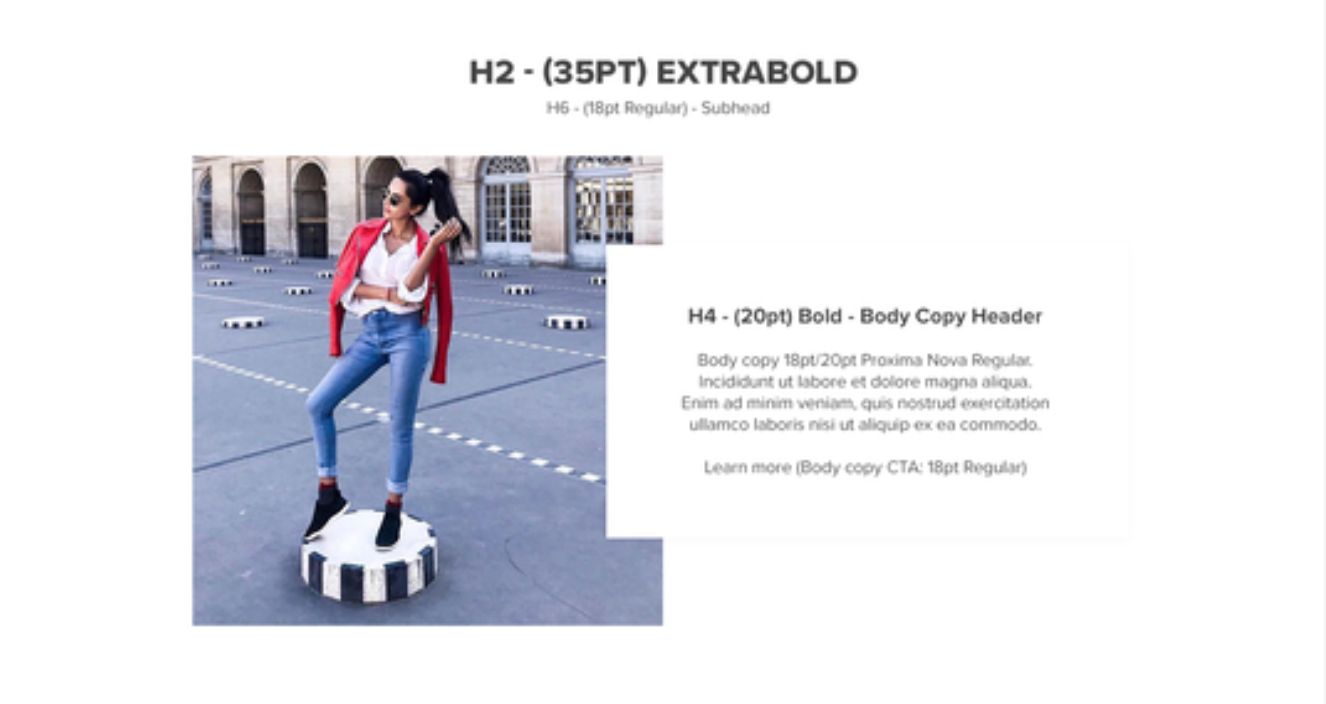 H2 - (35PT) EXTRABOLD
H6 - (18pt Regular) - Subhead
H4 - (20pt) Bold - Body Copy Header
Body copy 18pt/20pt Proxima Nova Regular.
Incididunt ut labore et dolore magna aliqua.
Enim ad minim veniam, quis nostrud exercitation
ullamco laboris nisi ut aliquip ex ea commodo.
Learn more (Body copy CTA: 18pt Regular)